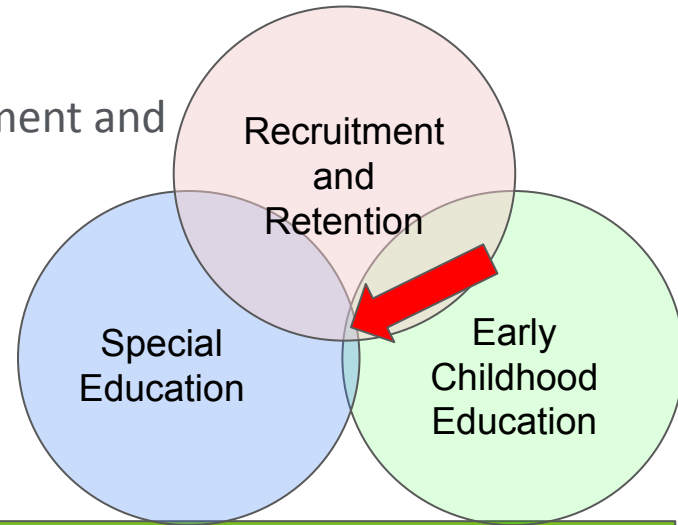 ment and
Recruitment
and
Retention
Special
Education
Early
Childhood
Education